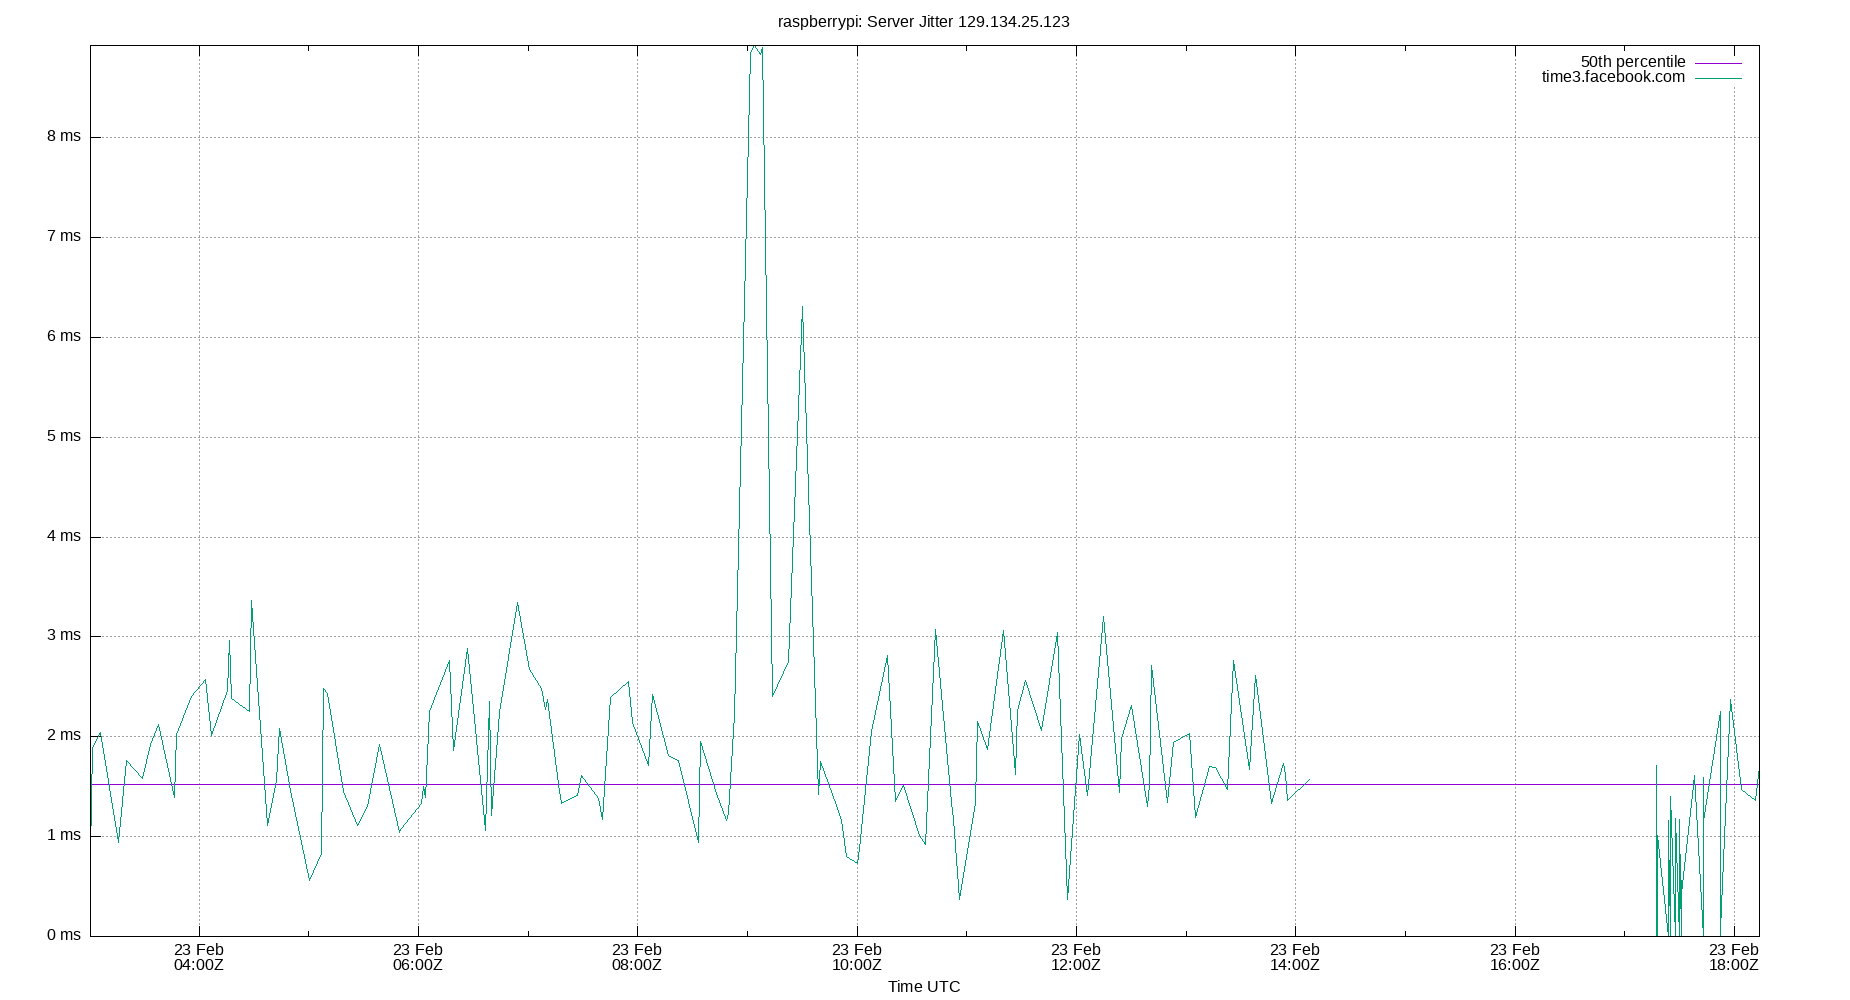 raspberrypi: Server Jitter 129.134.25.123
50th percentile
time3.facebook.com
8 ms
7 ms
6 ms
5 ms
4 ms
3 ms
2 ms
1 ms
0 ms
23 Feb 23 Feb 23 Feb 23 Feb 23 Feb 23 Feb 23 Feb 23 Feb
04:00Z 06:00Z 08:00Z 10:00Z 12:00Z 14:00Z 16:00Z 18:00Z
Time UTC